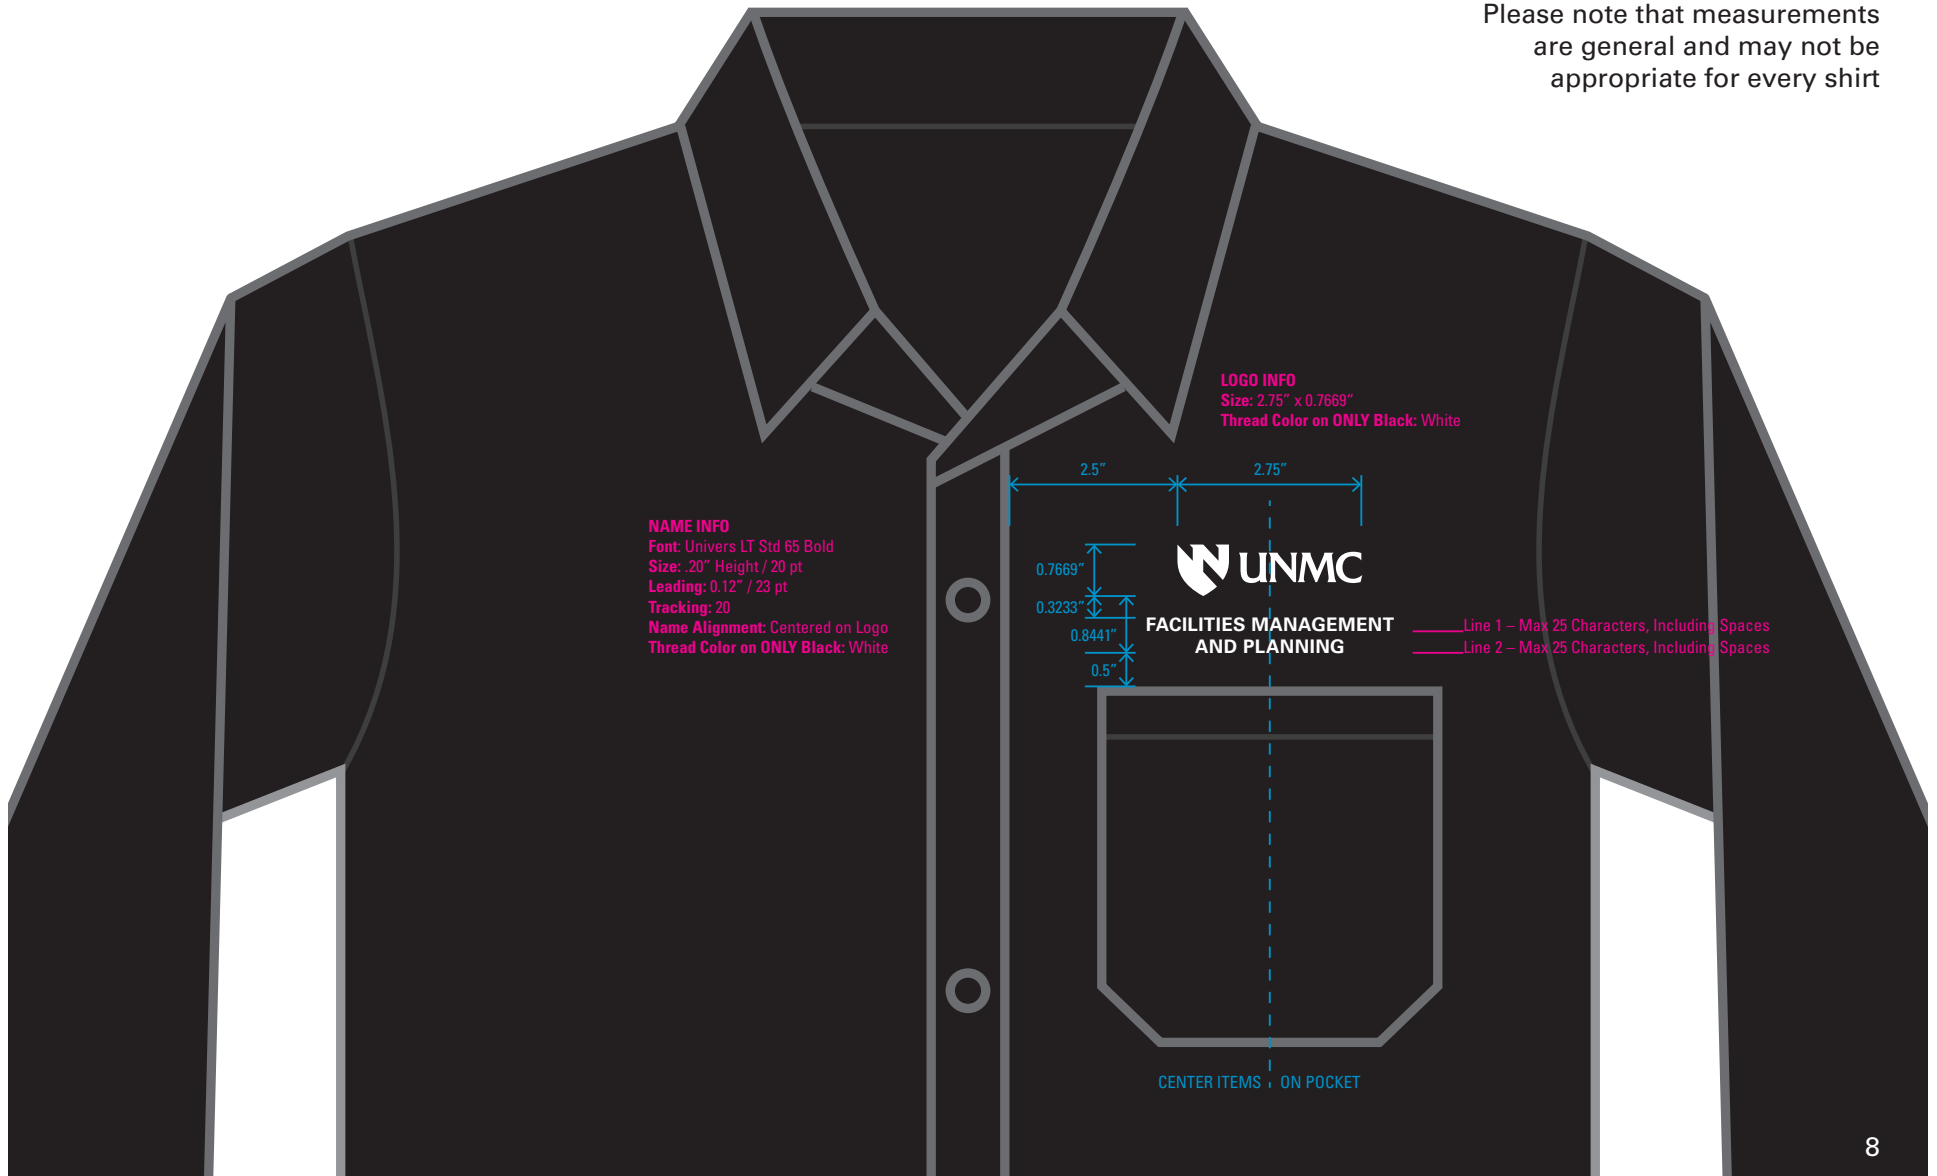 Please note that measurements
are general and may not be
appropriate for every shirt
LOGO INFO
Size: 2.75” x 0.7669”
Thread Color on ONLY Black: White
2.5”
2.75”
NAME INFO
Font: Univers LT Std 65 Bold
Size: .20” Height / 20 pt
Leading: 0.12” / 23 pt
Tracking: 20
Name Alignment: Centered on Logo
Thread Color on ONLY Black: White
0.7669”
0.3233”
0.8441”
0.5”
UNMC
FACILITIES MANAGEMENT
AND PLANNING
Line 1 – Max 25 Characters, Including Spaces
Line 2 – Max 25 Characters, Including Spaces
CENTER ITEMS ON POCKET
8